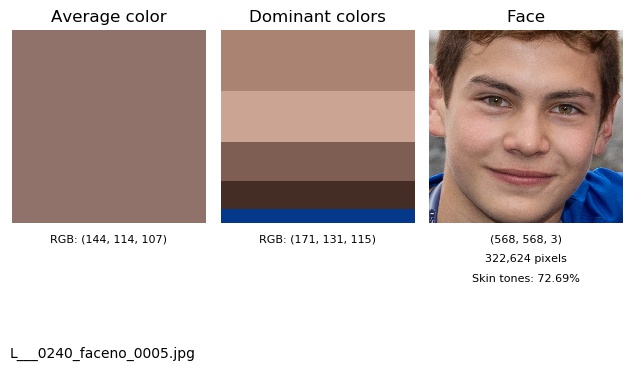 Average color
Dominant colors
Face
RGB: (144, 114, 107)
RGB: (171, 131, 115)
(568, 568, 3)
322,624 pixels
Skin tones: 72.69%
L___0240_faceno_0005.jpg